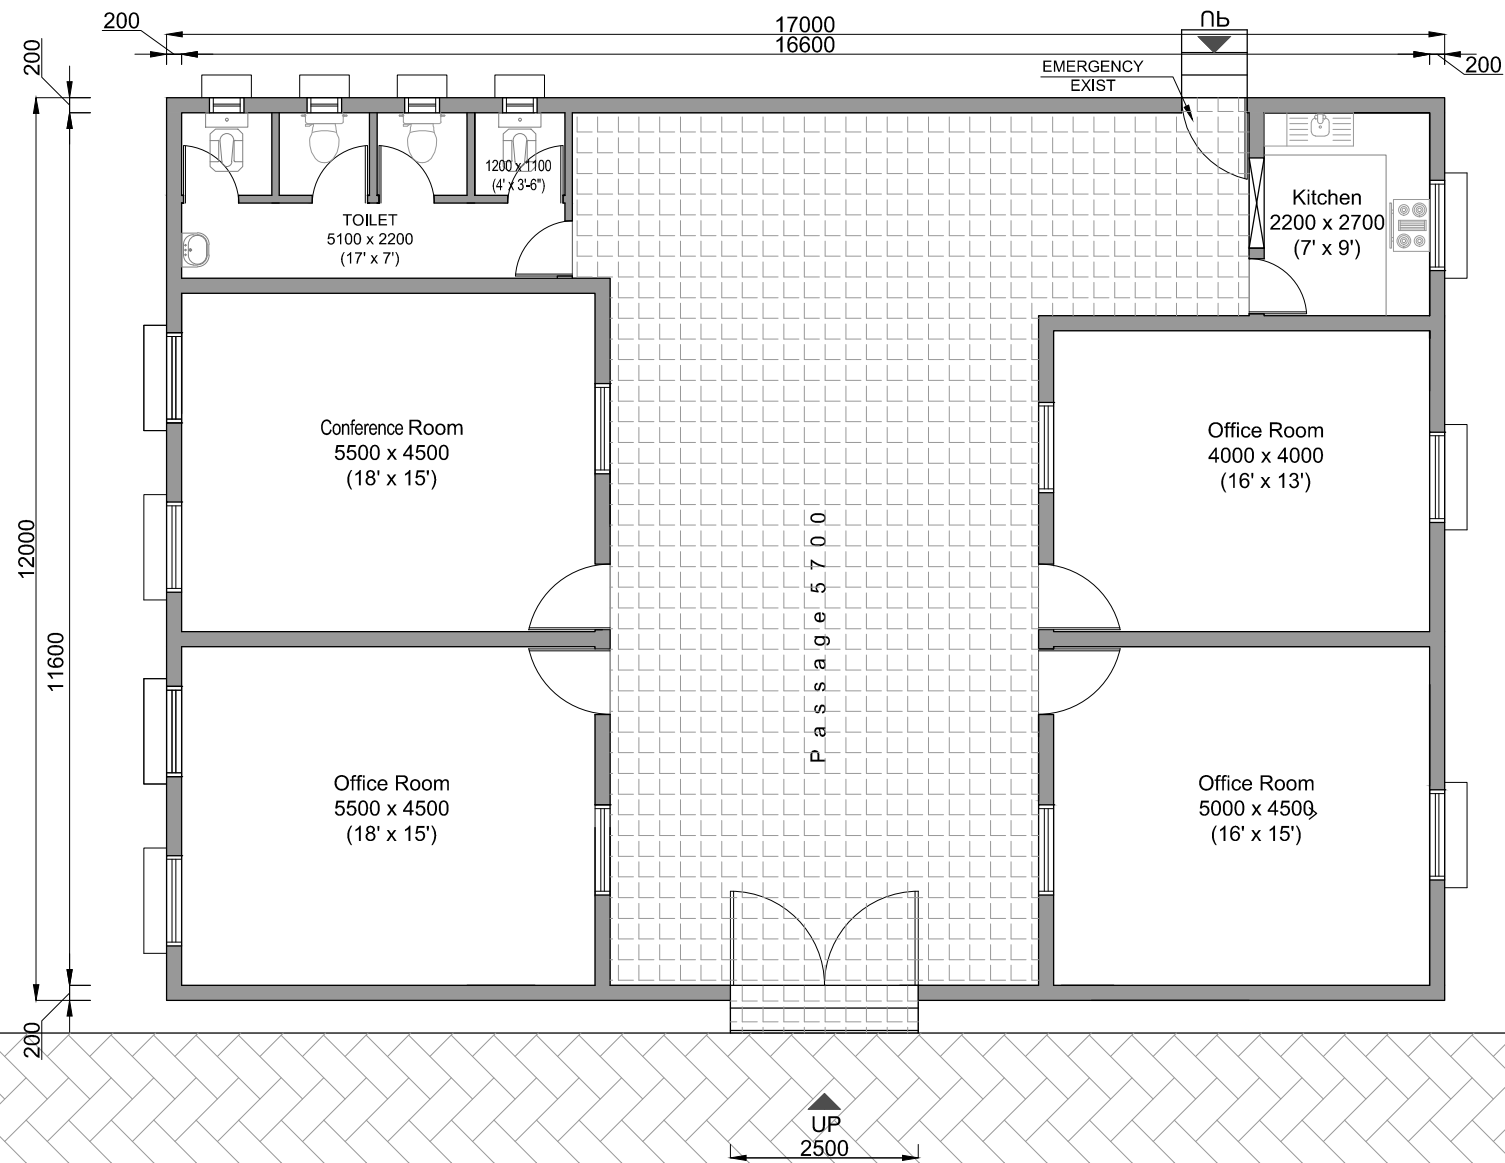 200
17000
16600
UP
200
200
EMERGENCY
EXIST
1200 x 1100
(4' x 3'-6")
TOILET
5100 x 2200
(17' x 7')
Kitchen
2200 x 2700
(7' x 9')
Conference Room
5500 x 4500
(18' x 15')
Office Room
4000 x 4000
(16' x 13')
12000
11600
Passage 5700
Office Room
5500 x 4500
(18' x 15')
Office Room
5000 x 4500
(16' x 15')
200
UP
2500